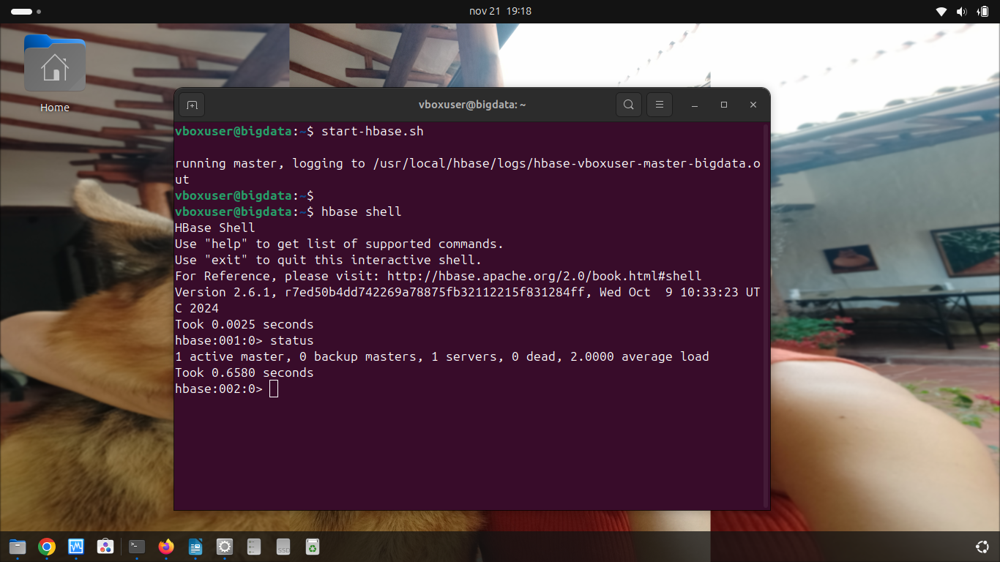 nov 21 19:18
Home
vboxuser@bigdata: ~
vboxuser@bigdata:~$ start-hbase.sh
running master, logging to /usr/local/hbase/logs/hbase-vboxuser-master-bigdata.o
ut
vboxuser@bigdata:~$
vboxuser@bigdata:~$ hbase shell
HBase Shell
Use "help" to get list of supported commands.
Use "exit" to quit this interactive shell.
For Reference, please visit: http://hbase.apache.org/2.0/book.html#shell
Version 2.6.1, r7ed50b4dd742269a78875fb32112215f831284ff, Wed Oct  9 10:33:23 UT
C 2024
Took 0.0025 seconds
hbase:001:0> status
1 active master, 0 backup masters, 1 servers, 0 dead, 2.0000 average load
Took 0.6580 seconds
hbase:002:0>
SSD